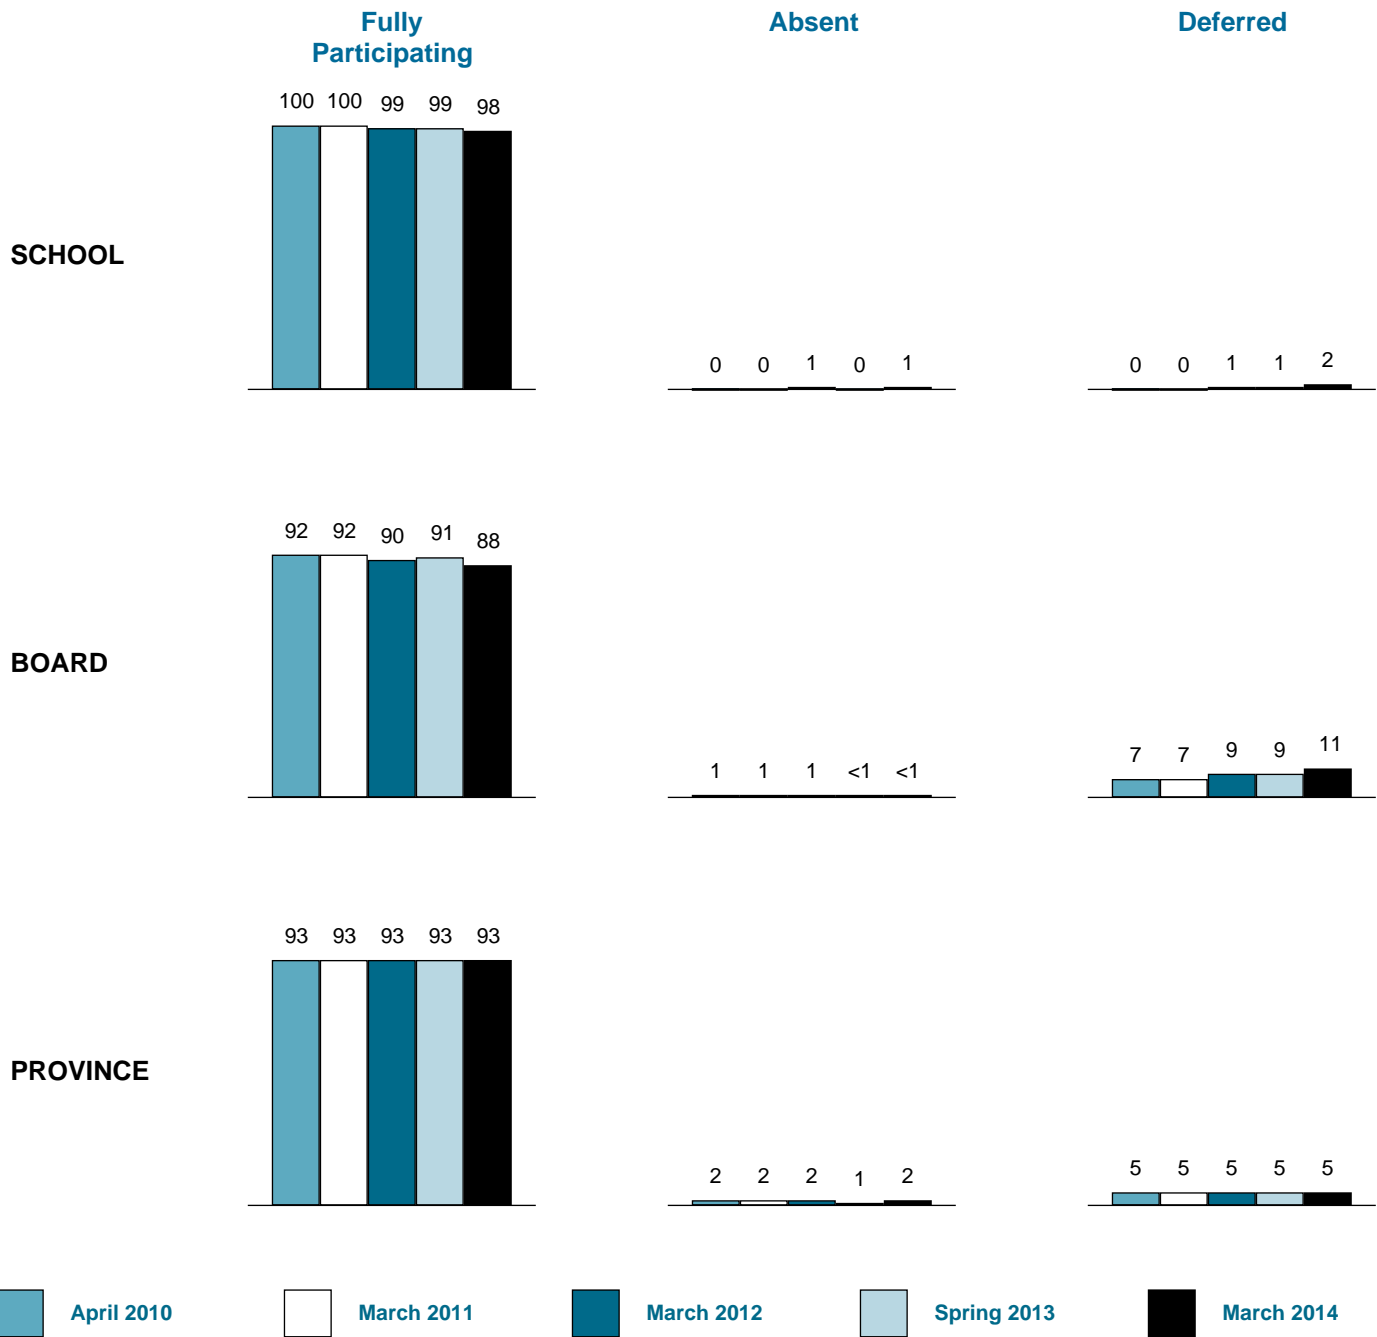 Fully
Participating
Absent
Deferred
100 100 99 99 98
SCHOOL
0 0 1 0 1
0 0 1 1 2
92 92 90 91 88
BOARD
1 1 1 <1 <1
7 7 9 9 11
93 93 93 93 93
PROVINCE
2 2 2 1 2
5 5 5 5 5
April 2010
March 2011
March 2012
Spring 2013
March 2014